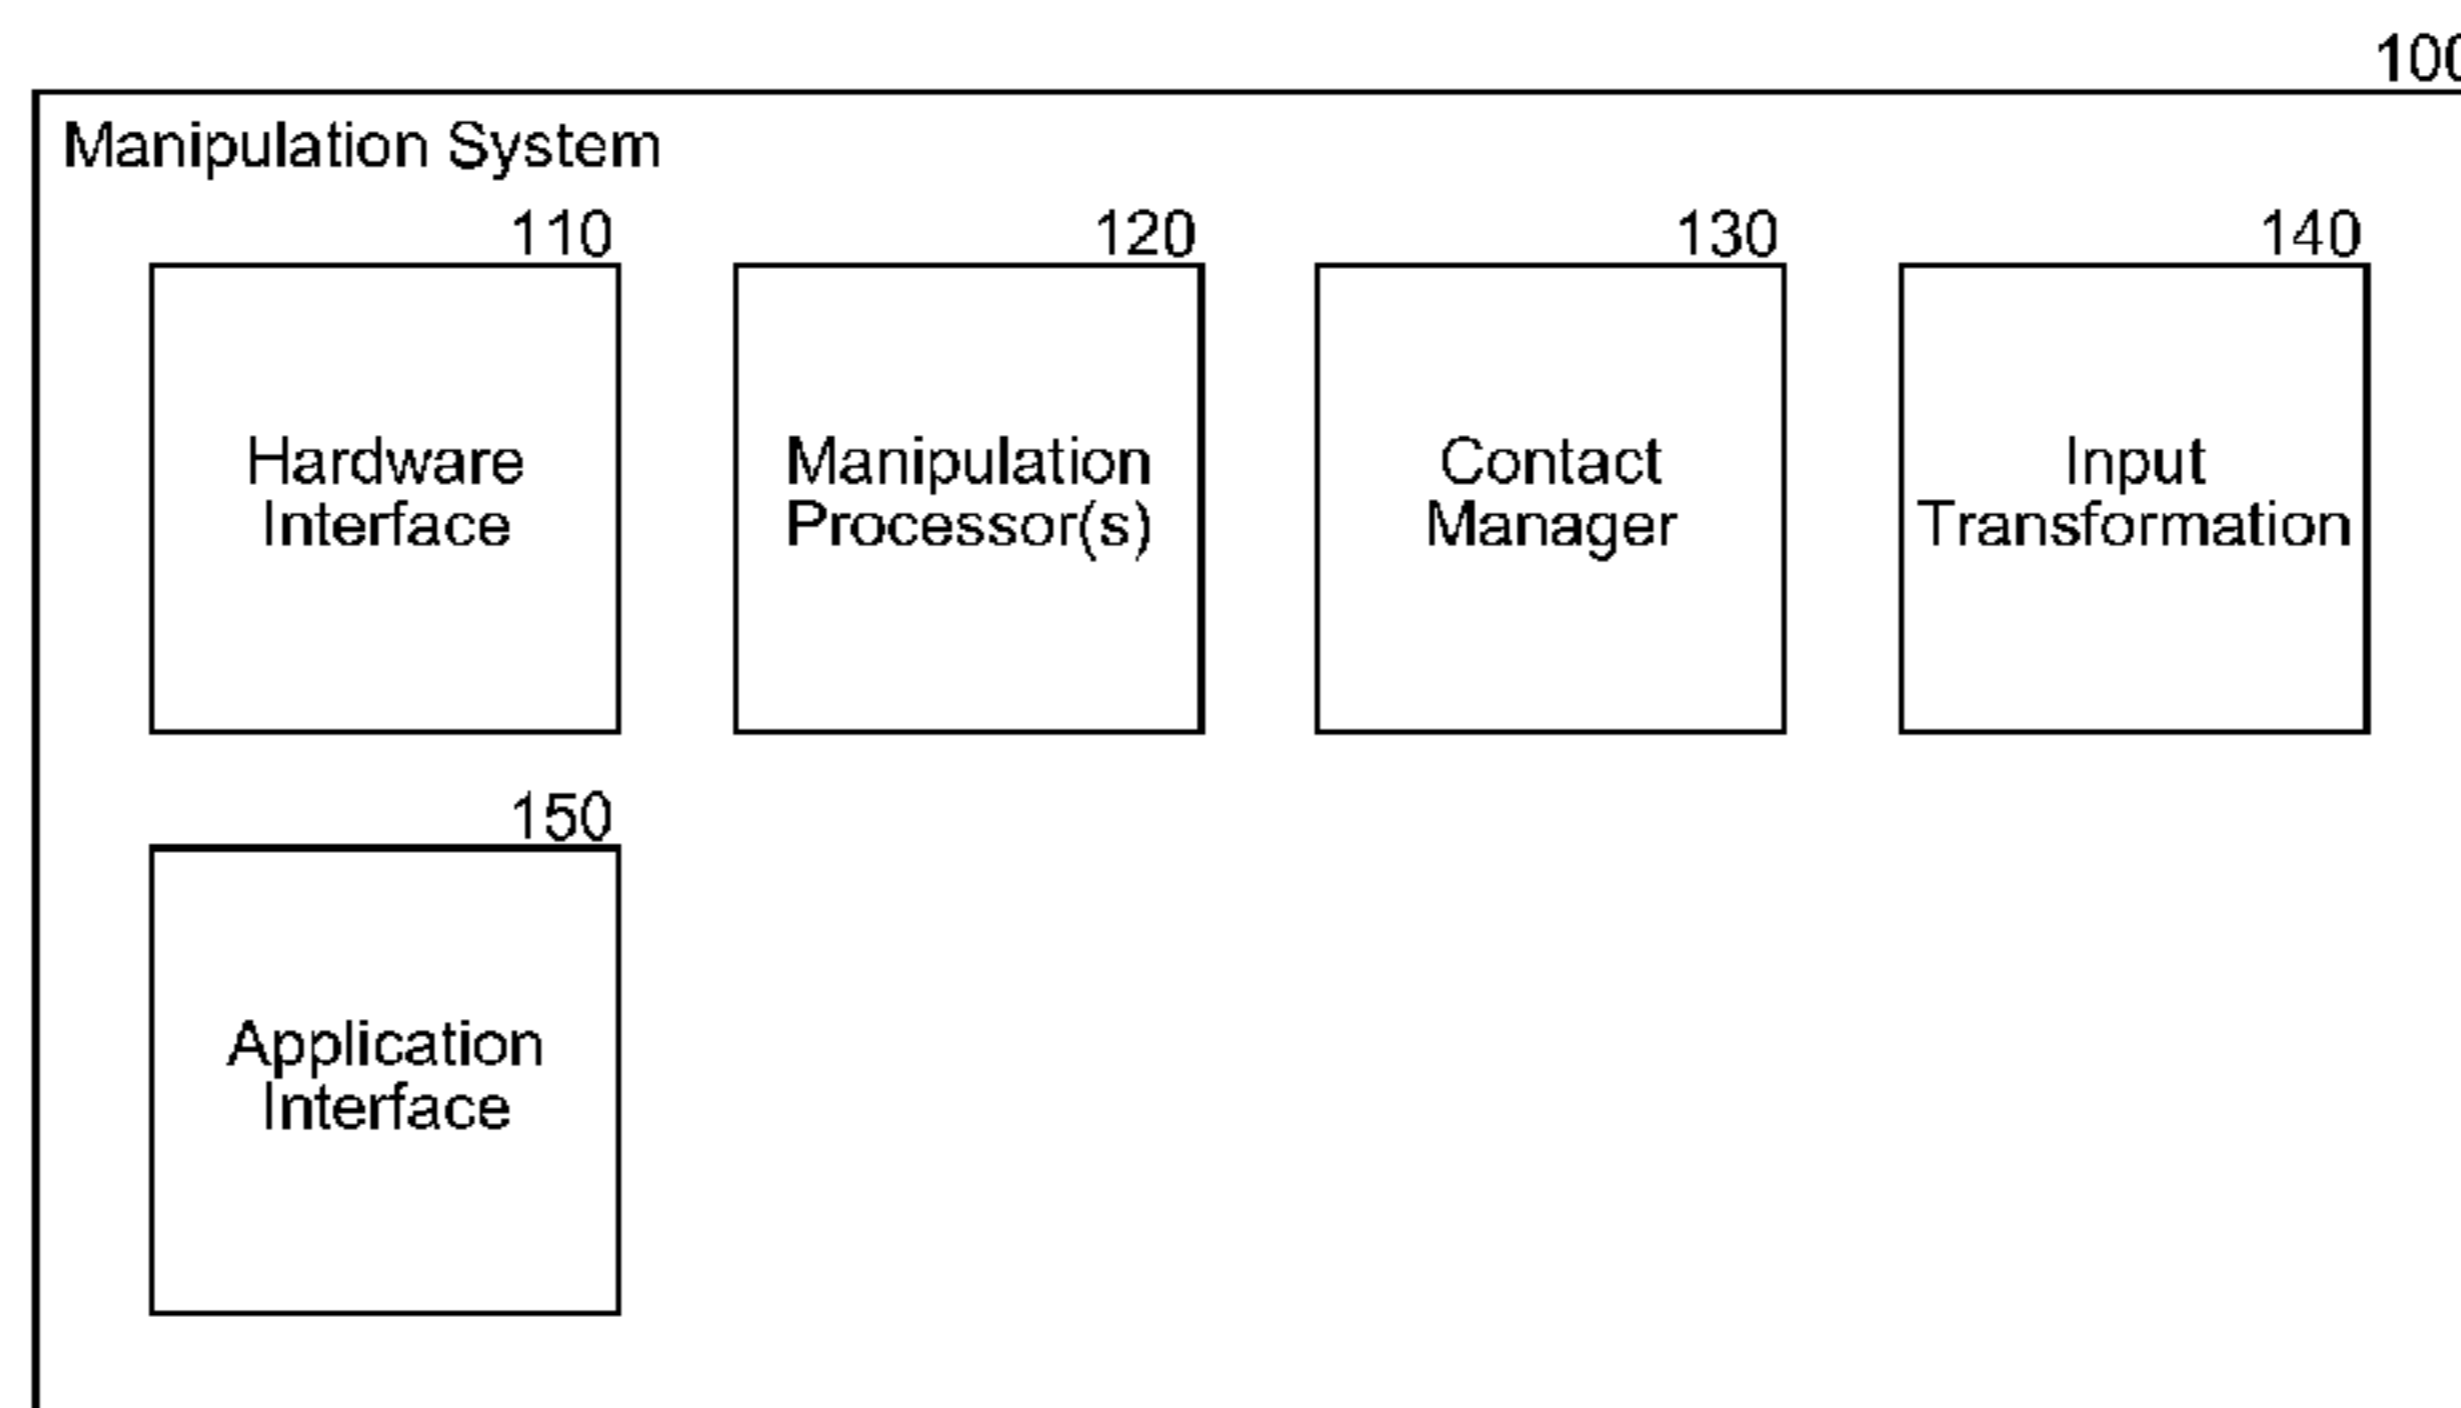 100
Manipulation System
110
120
130
140
Hardware
Interface
Manipulation
Processor(s)
Contact
Manager
Input
Transformation
150
Application
Interface